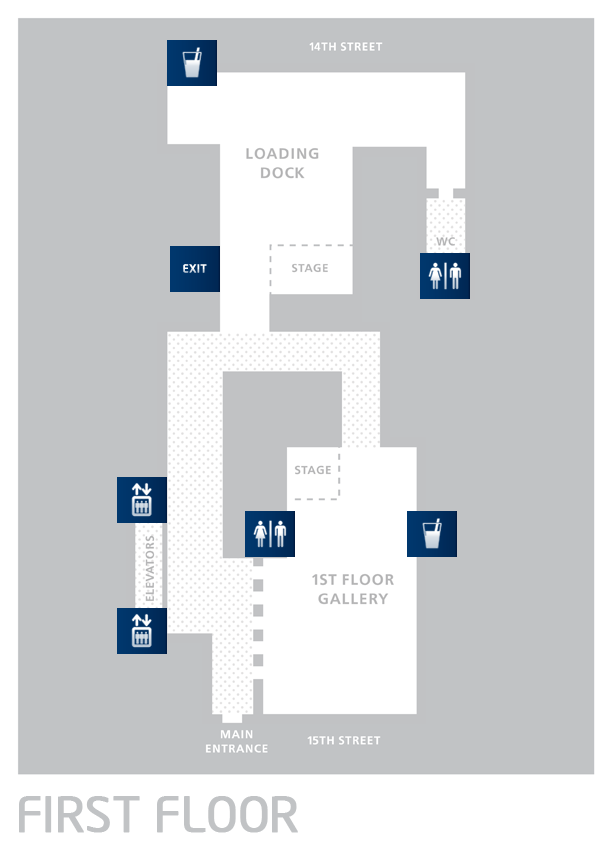 14TH STREET
LOADING
DOCK
WC
EXIT
STAGE
STAGE
ELEVATORS
1ST FLOOR
GALLERY
MAIN
ENTRANCE
15TH STREET
FIRST FLOOR